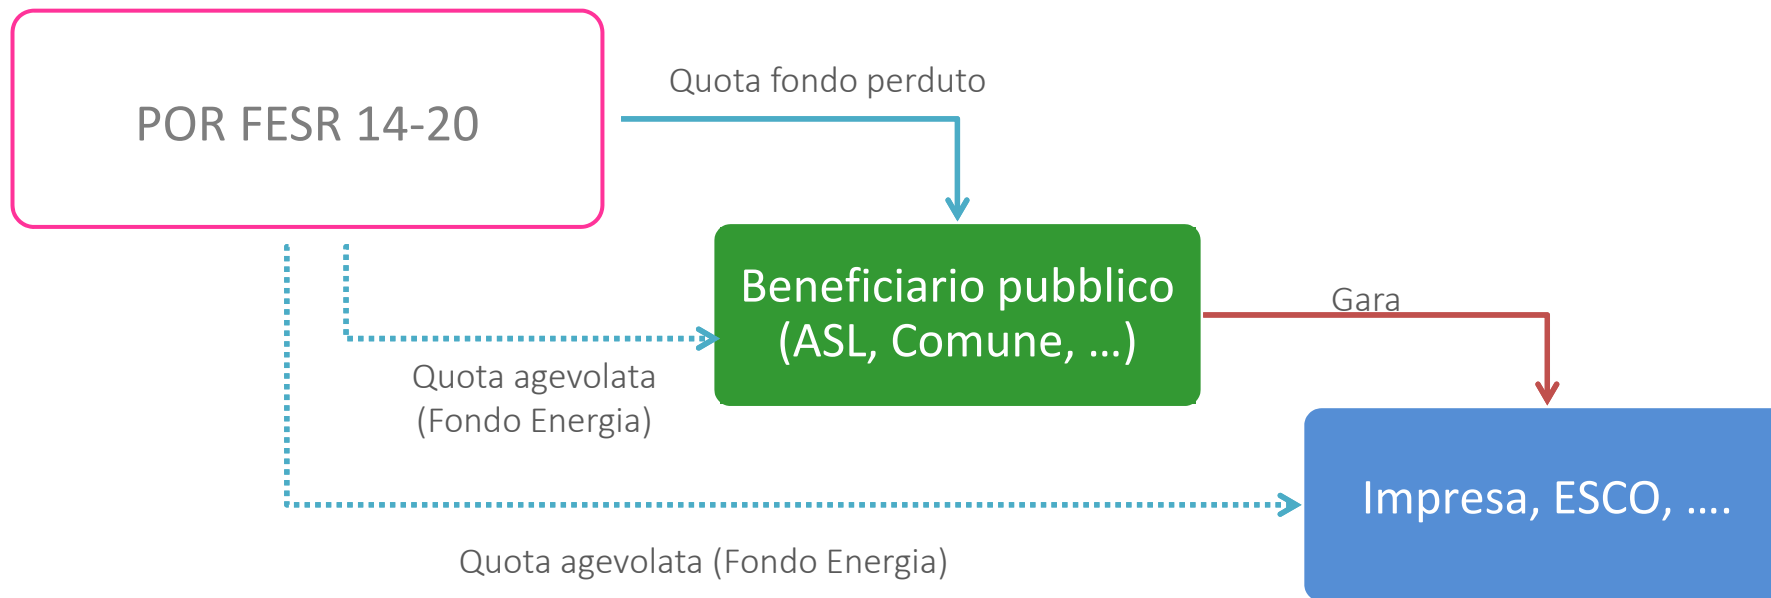 Quota fondo perduto
POR FESR 14-20
Beneficiario pubblico
(ASL, Comune, ...)
Gara
Quota agevolata
(Fondo Energia)
Impresa, ESCO, ....
Quota agevolata (Fondo Energia)